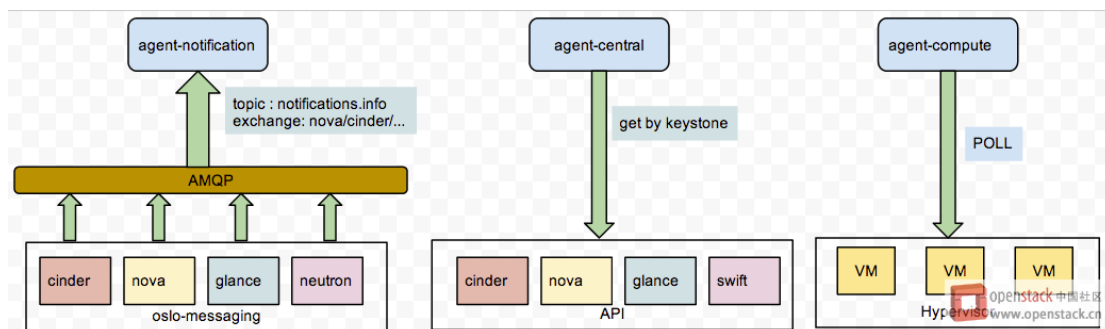 agent-notification
topic : notifications.info
exchange: nova/cinder/...
AMQP
cinder
nova
glance
neutron
oslo-messaging
agent-central
get by keystone
cinder
nova
glance
swift
API
agent-compute
POLL
VM
VM
VM
Hypervisor
openstack 中国社区
www.openstack.cn